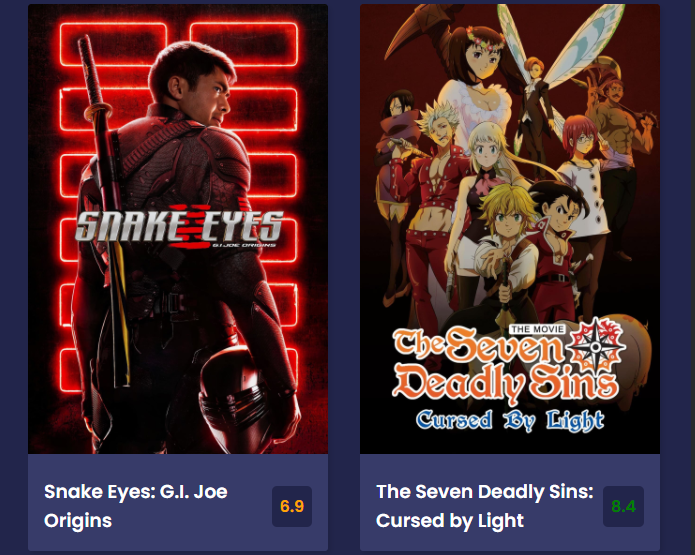 SNAKE EYES
G.I. JOE ORIGINS
THE MOVIE
The Seven
Deadly Sins
Cursed By Light
Snake Eyes: G.I. Joe
Origins
6.9
The Seven Deadly Sins:
Cursed by Light
8.4